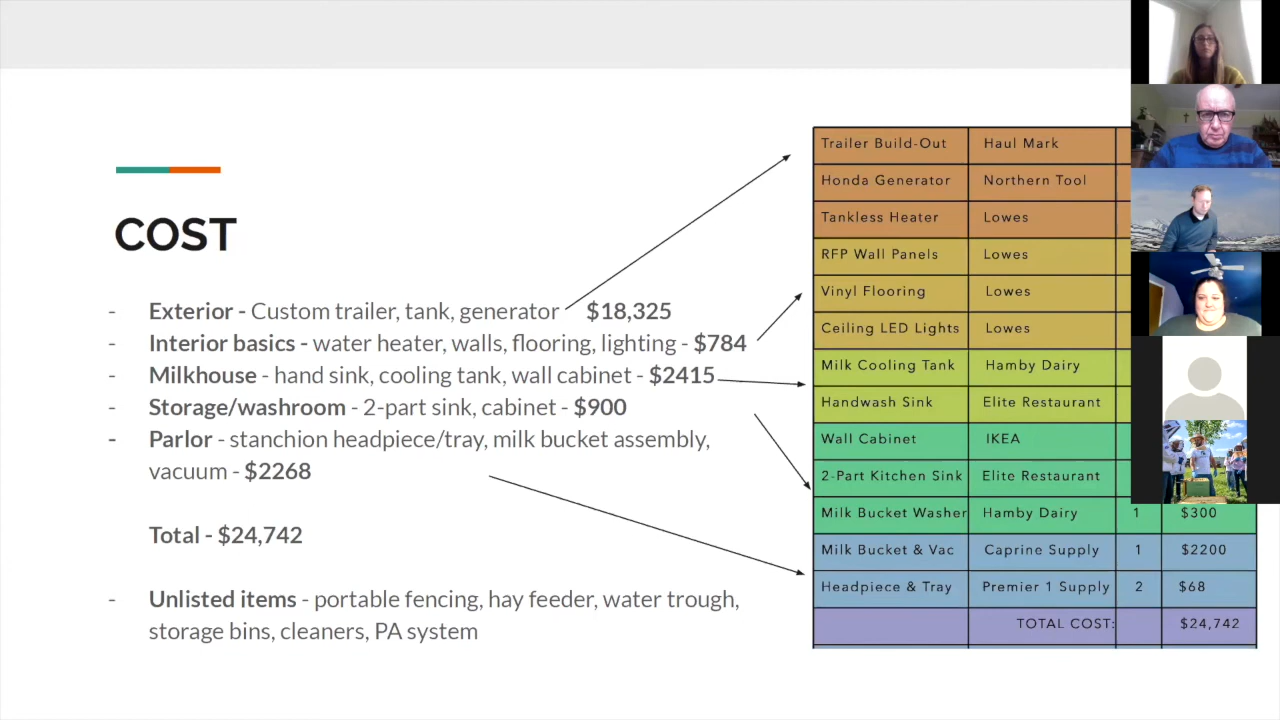 COST
- Exterior - Custom trailer, tank, generator $18,325
- Interior basics - water heater, walls, flooring, lighting - $784
- Milkhouse - hand sink, cooling tank, wall cabinet - $2415
- Storage/washroom - 2-part sink, cabinet - $900
- Parlor - stanchion headpiece/tray, milk bucket assembly,
vacuum - $2268
Total - $24,742
- Unlisted items - portable fencing, hay feeder, water trough,
storage bins, cleaners, PA system
Trailer Build-Out Haul Mark
Honda Generator Northern Tool
Tankless Heater Lowes
RFP Wall Panels Lowes
Vinyl Flooring Lowes
Ceiling LED Lights Lowes
Milk Cooling Tank Hamby Dairy
Handwash Sink Elite Restaurant
Wall Cabinet IKEA
2-Part Kitchen Sink Elite Restaurant
Milk Bucket Washer Hamby Dairy 1 $300
Milk Bucket & Vac Caprine Supply 1 $2200
Headpiece & Tray Premier 1 Supply 2 $68
TOTAL COST: $24,742